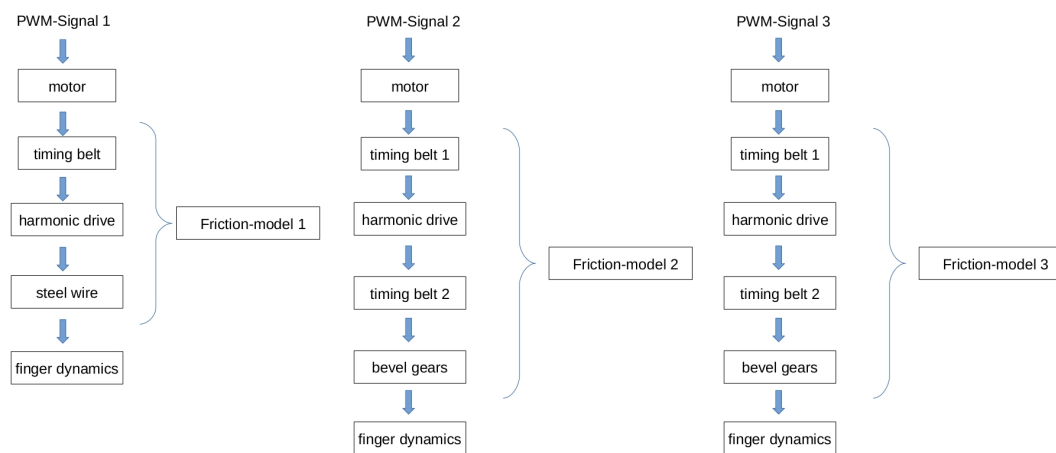 PWM-Signal 1
motor
timing belt
harmonic drive
steel wire
finger dynamics
Friction-model 1
PWM-Signal 2
motor
timing belt 1
harmonic drive
timing belt 2
bevel gears
finger dynamics
Friction-model 2
PWM-Signal 3
motor
timing belt 1
harmonic drive
timing belt 2
bevel gears
finger dynamics
Friction-model 3